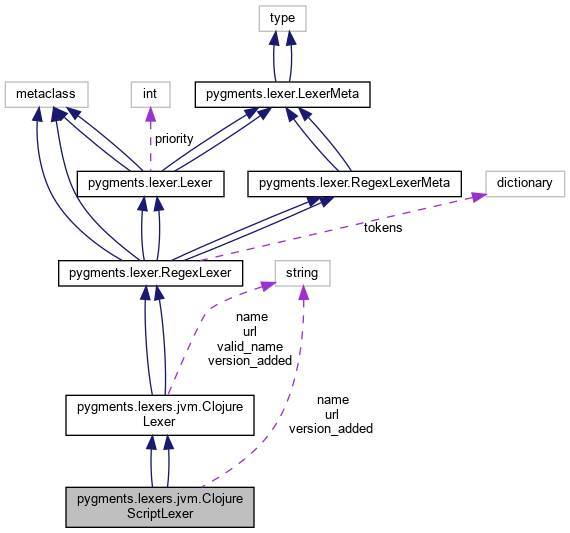 type
metaclass
int
pygments.lexer.LexerMeta
priority
pygments.lexer.Lexer
pygments.lexer.RegexLexerMeta
dictionary
tokens
pygments.lexer.RegexLexer
string
name
url
valid_name
version_added
pygments.lexers.jvm.Clojure
Lexer
name
url
version_added
pygments.lexers.jvm.Clojure
ScriptLexer